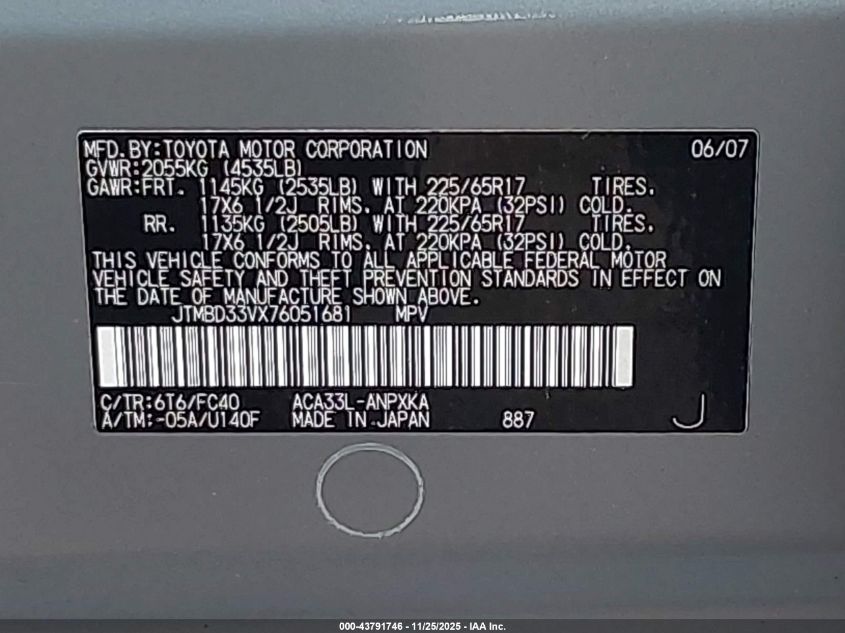 MFD.BY:TOYOTA MOTOR CORPORATION 06/07
GVWR:2055KG (4535LB)
GAWR:FRT. 1145KG (2535LB) WITH 225/65R17 TIRES.
17X6 1/2J RIMS. AT 220KPA (32PSI) COLD.
RR. 1135KG (2505LB) WITH 225/65R17 TIRES.
17X6 1/2J RIMS. AT 220KPA (32PSI) COLD.
THIS VEHICLE CONFORMS TO ALL APPLICABLE FEDERAL MOTOR
VEHICLE SAFETY AND THEFT PREVENTION STANDARDS IN EFFECT ON
THE DATE OF MANUFACTURE SHOWN ABOVE.
JTMBD33VX76051681 MPV
C/TR:6T6/FC40 ACA33L-ANPXKA
A/TM:-05A/U140F MADE IN JAPAN 887 J
000-43791746 - 11/25/2025 - IAA Inc.